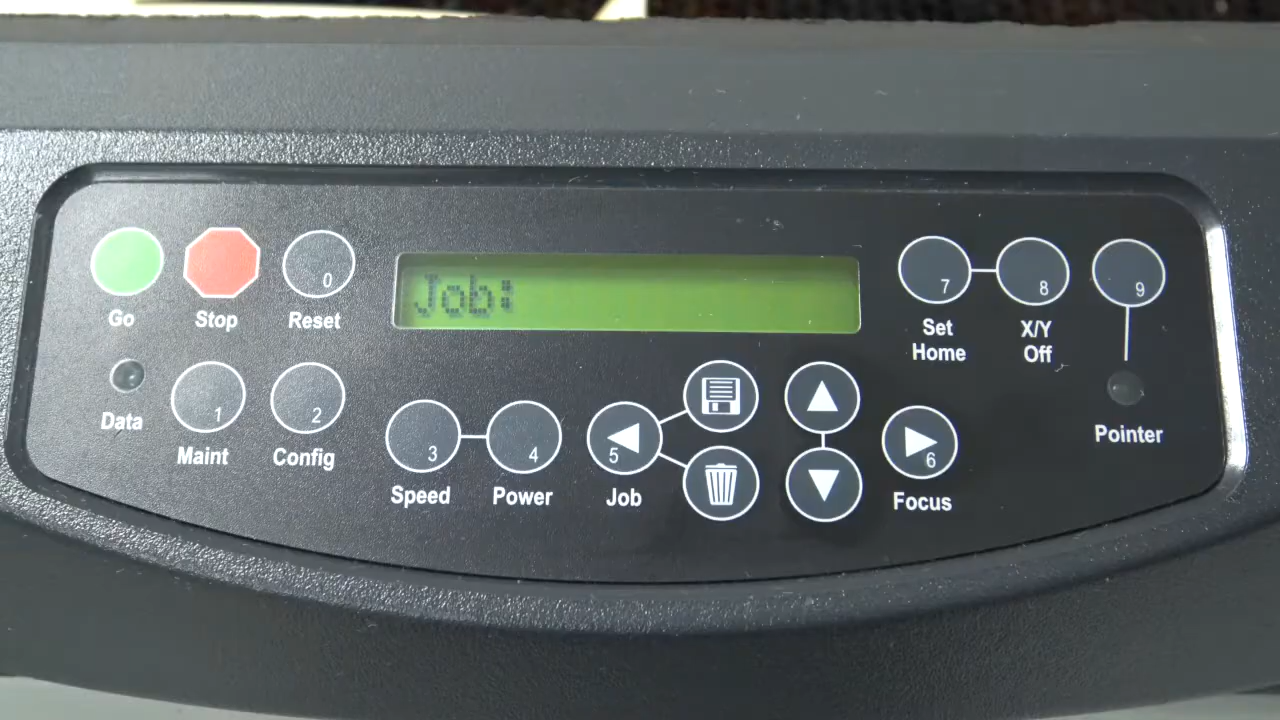 Job:
Go
Stop
0
Reset
7
Set
Home
8
X/Y
Off
9
Pointer
Data
1
Maint
2
Config
3
Speed
4
Power
5
Job
6
Focus